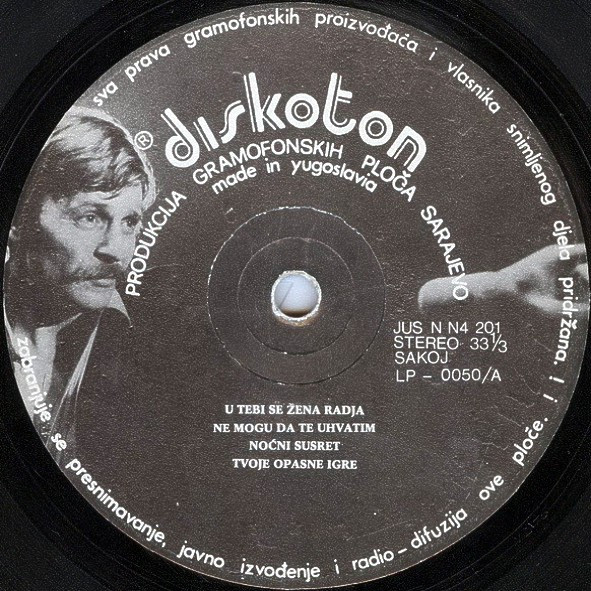 sva prava gramofonskih proizvođača i vlasnika snimljenog djela pridržana. !
zabranjuje se presnimavanje, javno izvođenje i radio-difuzija ove ploče. i
® diskoton
PRODUKCIJA GRAMOFONSKIH PLOČA SARAJEVO
made in yugoslavia
JUS N N4 201
STEREO 33⅓
SAKOJ
LP - 0050/A
U TEBI SE ŽENA RADJA
NE MOGU DA TE UHVATIM
NOĆNI SUSRET
TVOJE OPASNE IGRE